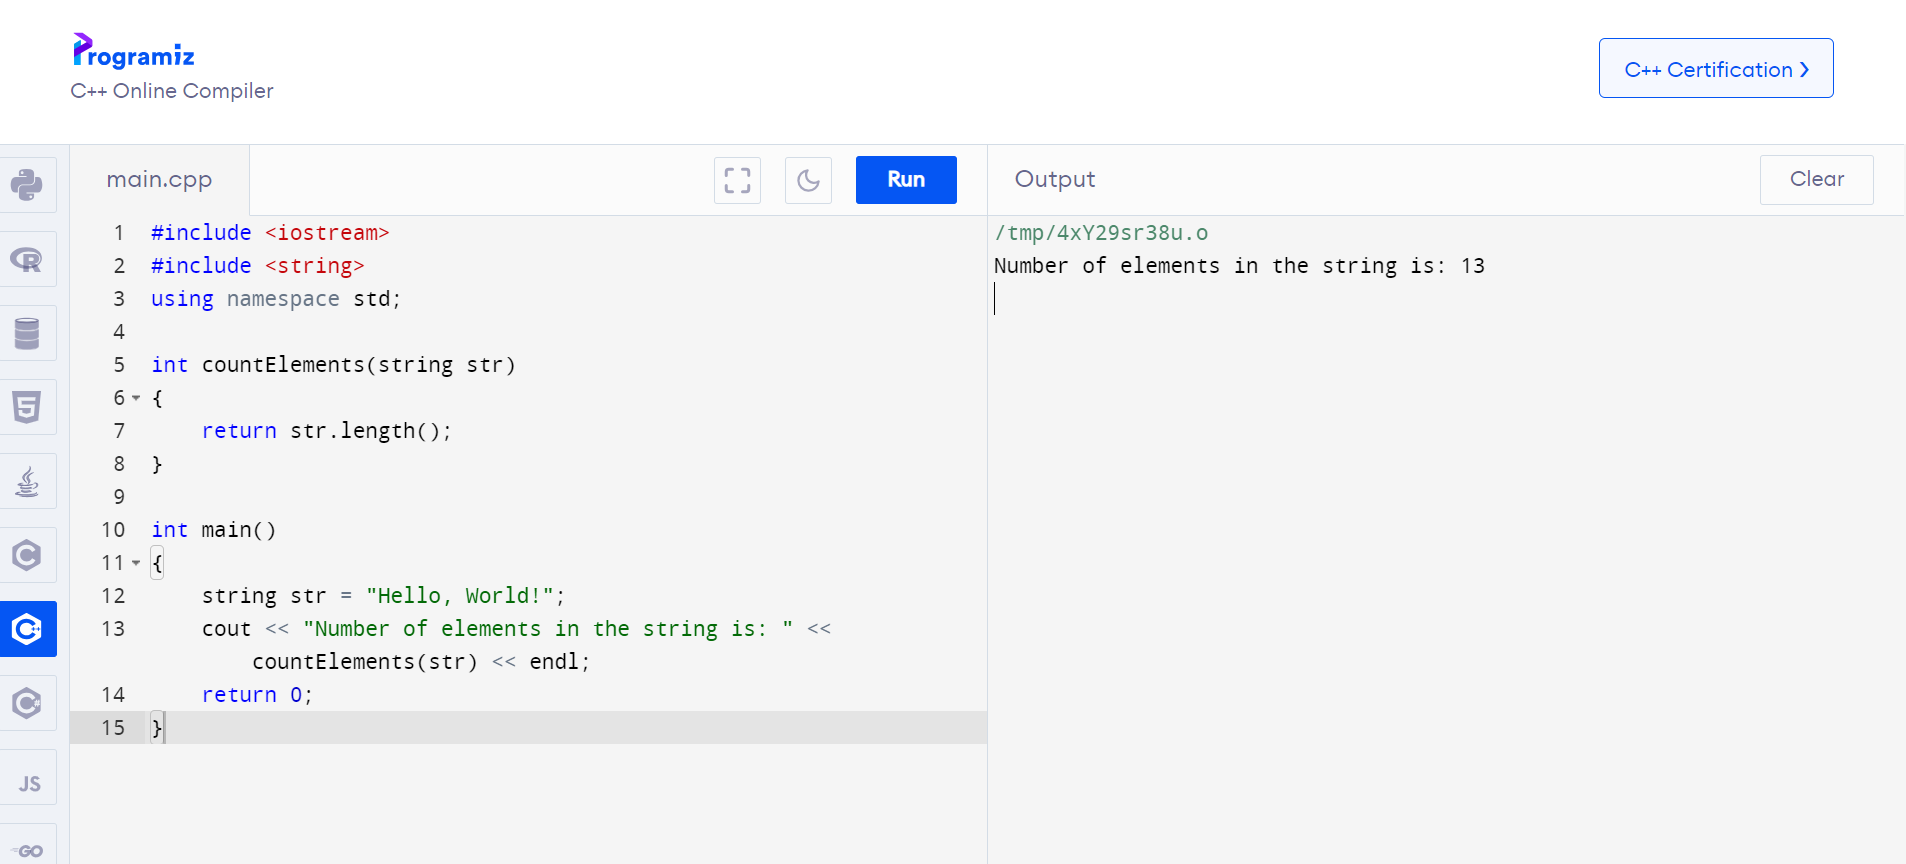 Programiz
C++ Online Compiler
C++ Certification ❯
main.cpp
Run
Output
Clear
1 #include <iostream>
2 #include <string>
3 using namespace std;
4
5 int countElements(string str)
6 {
7     return str.length();
8 }
9
10 int main()
11 {
12     string str = "Hello, World!";
13     cout << "Number of elements in the string is: " <<
        countElements(str) << endl;
14     return 0;
15 }
/tmp/4xY29sr38u.o
Number of elements in the string is: 13
R
5
C
C++
C#
JS
GO